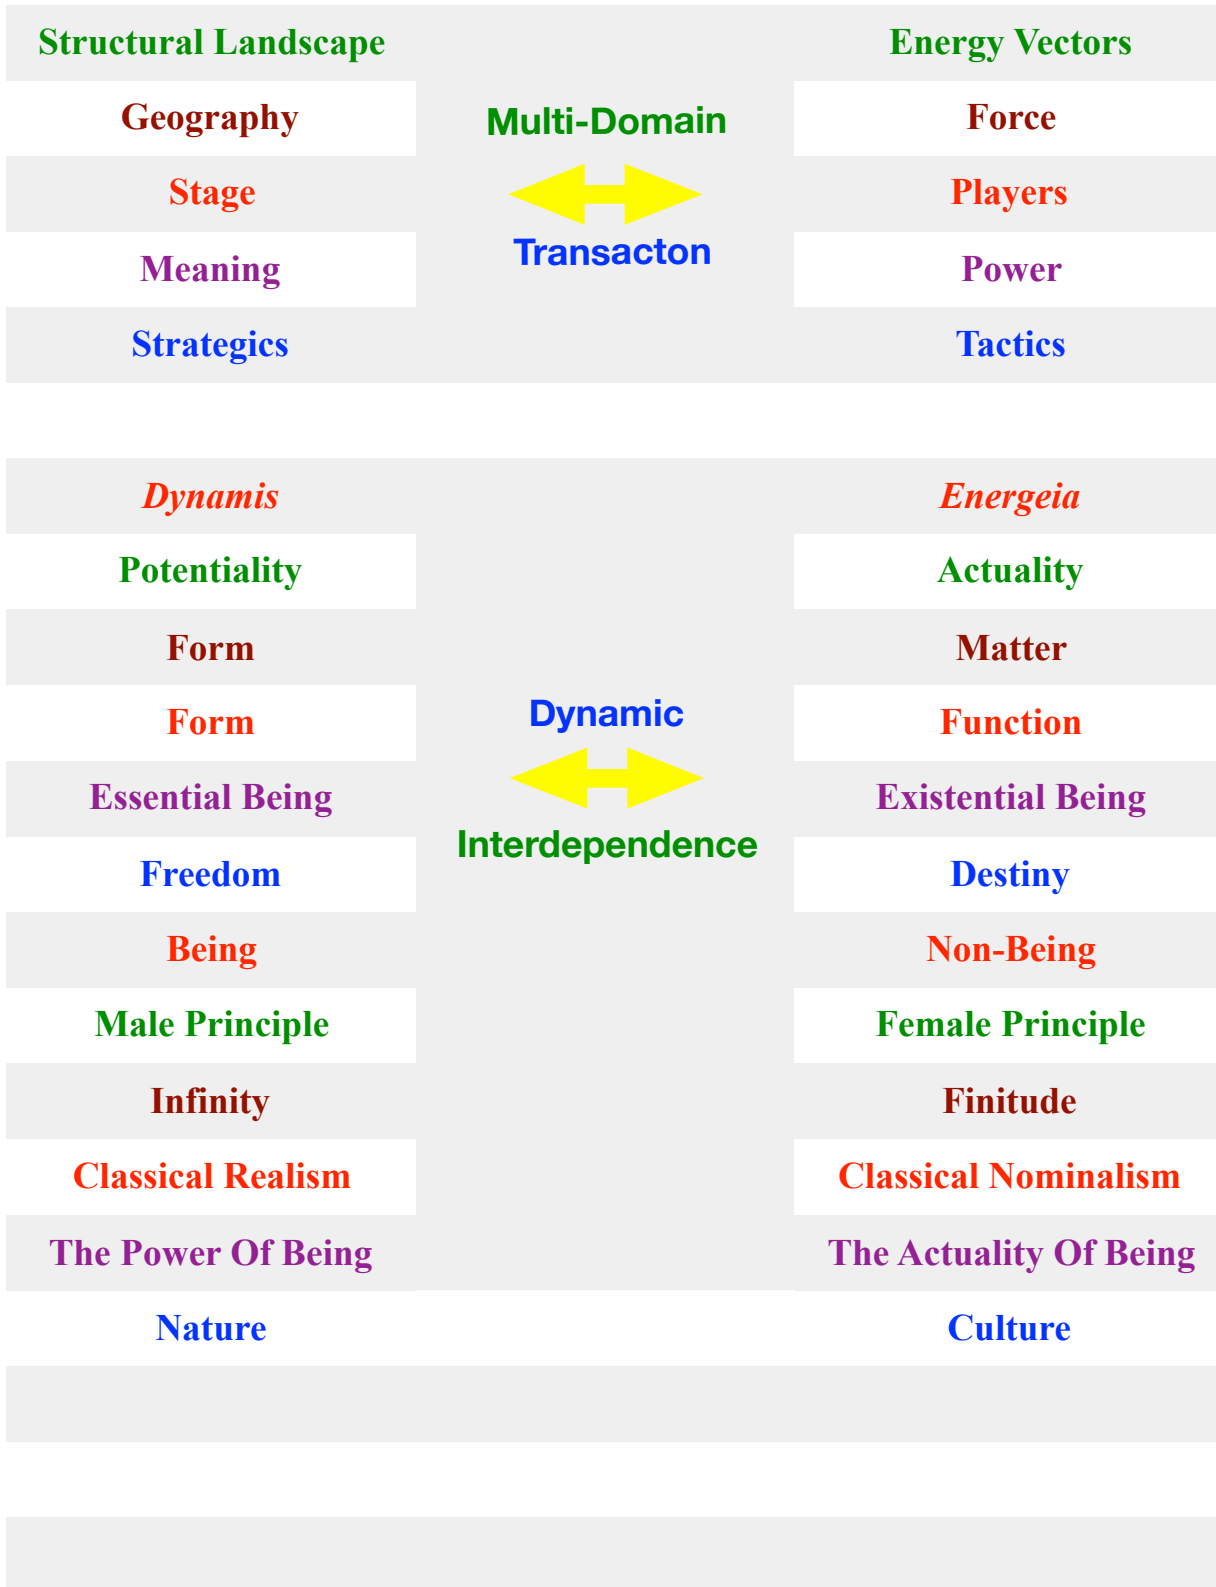 Structural Landscape
Energy Vectors
Geography
Multi-Domain
Force
Stage
Players
Transacton
Meaning
Power
Strategics
Tactics
Dynamis
Energeia
Potentiality
Actuality
Form
Matter
Form
Dynamic
Function
Essential Being
Existential Being
Interdependence
Freedom
Destiny
Being
Non-Being
Male Principle
Female Principle
Infinity
Finitude
Classical Realism
Classical Nominalism
The Power Of Being
The Actuality Of Being
Nature
Culture